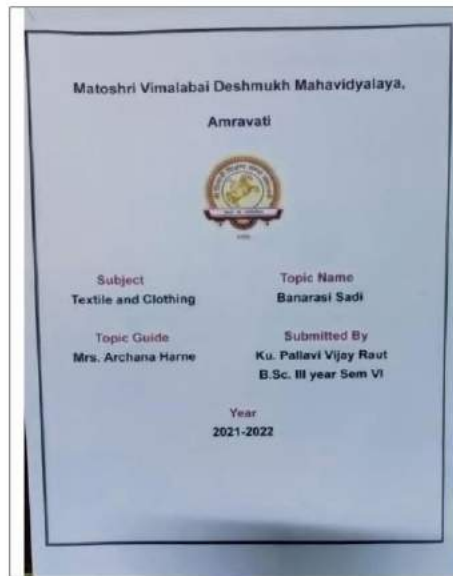 Matoshri Vimalabai Deshmukh Mahavidyalaya,
Amravati
Subject
Textile and Clothing
Topic Name
Banarasi Sadi
Topic Guide
Mrs. Archana Harne
Submitted By
Ku. Pallavi Vijay Raut
B.Sc. III year Sem VI
Year
2021-2022